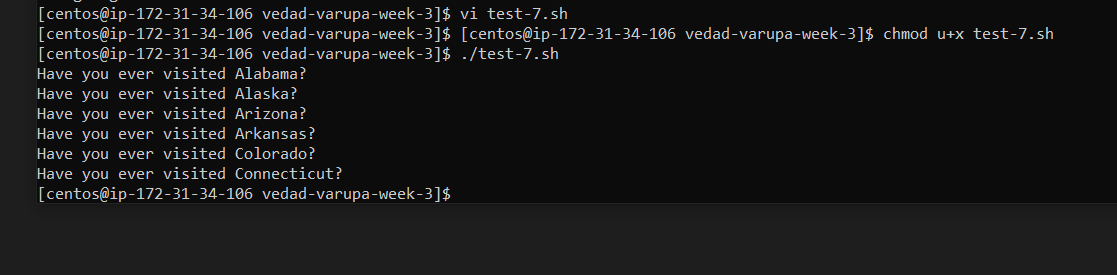 [centos@ip-172-31-34-106 vedad-varupa-week-3]$ vi test-7.sh
[centos@ip-172-31-34-106 vedad-varupa-week-3]$ [centos@ip-172-31-34-106 vedad-varupa-week-3]$ chmod u+x test-7.sh
[centos@ip-172-31-34-106 vedad-varupa-week-3]$ ./test-7.sh
Have you ever visited Alabama?
Have you ever visited Alaska?
Have you ever visited Arizona?
Have you ever visited Arkansas?
Have you ever visited Colorado?
Have you ever visited Connecticut?
[centos@ip-172-31-34-106 vedad-varupa-week-3]$